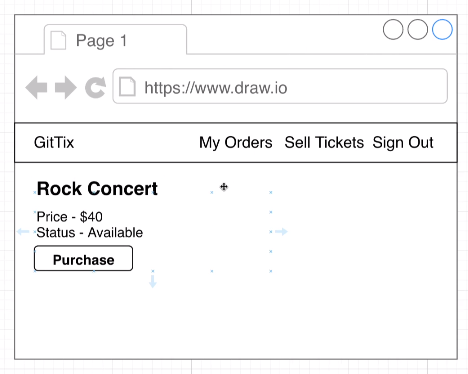 Page 1
https://www.draw.io
GitTix My Orders Sell Tickets Sign Out
Rock Concert
Price - $40
Status - Available
Purchase